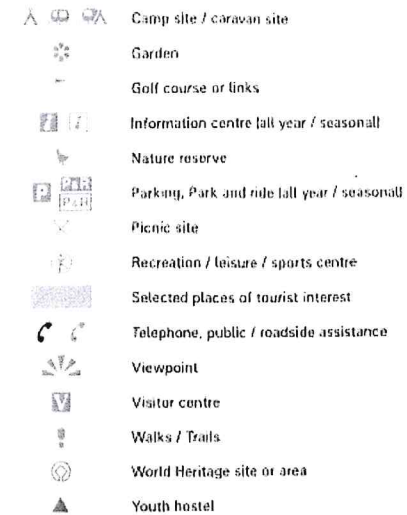 Camp site / caravan site
Garden
Golf course or links
i i Information centre (all year / seasonal)
Nature reserve
P P&R P&R Parking, Park and ride (all year / seasonal)
Picnic site
Recreation / leisure / sports centre
Selected places of tourist interest
Telephone, public / roadside assistance
Viewpoint
V Visitor centre
Walks / Trails
World Heritage site or area
Youth hostel